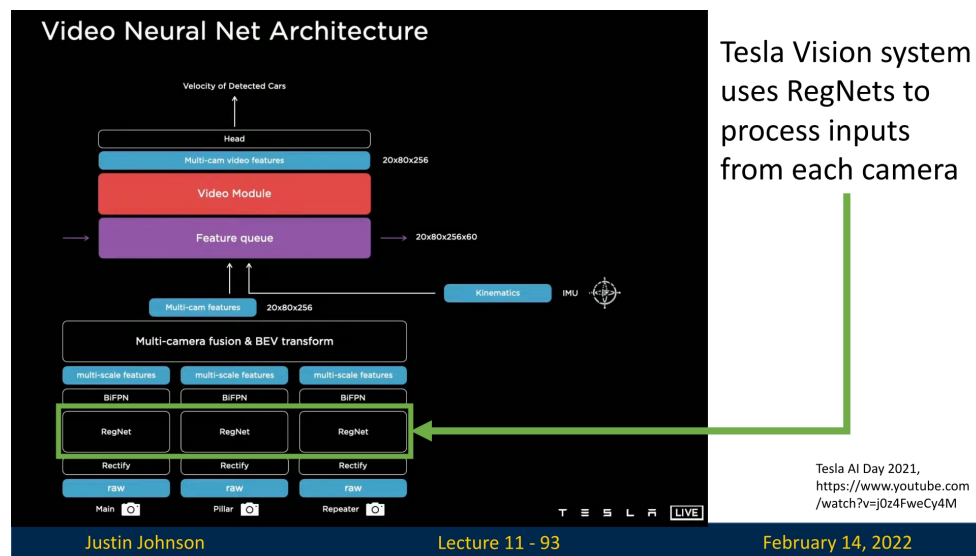 Video Neural Net Architecture
Velocity of Detected Cars
Head
Multi-cam video features
20x80x256
Video Module
Feature queue
20x80x256x60
Kinematics
IMU
Multi-cam features
20x80x256
Multi-camera fusion & BEV transform
multi-scale features
multi-scale features
multi-scale features
BiFPN
BiFPN
BiFPN
RegNet
RegNet
RegNet
Rectify
Rectify
Rectify
raw
raw
raw
Main
Pillar
Repeater
TESLA
LIVE
Tesla Vision system
uses RegNets to
process inputs
from each camera
Tesla AI Day 2021,
https://www.youtube.com
/watch?v=j0z4FweCy4M
Justin Johnson
Lecture 11 - 93
February 14, 2022